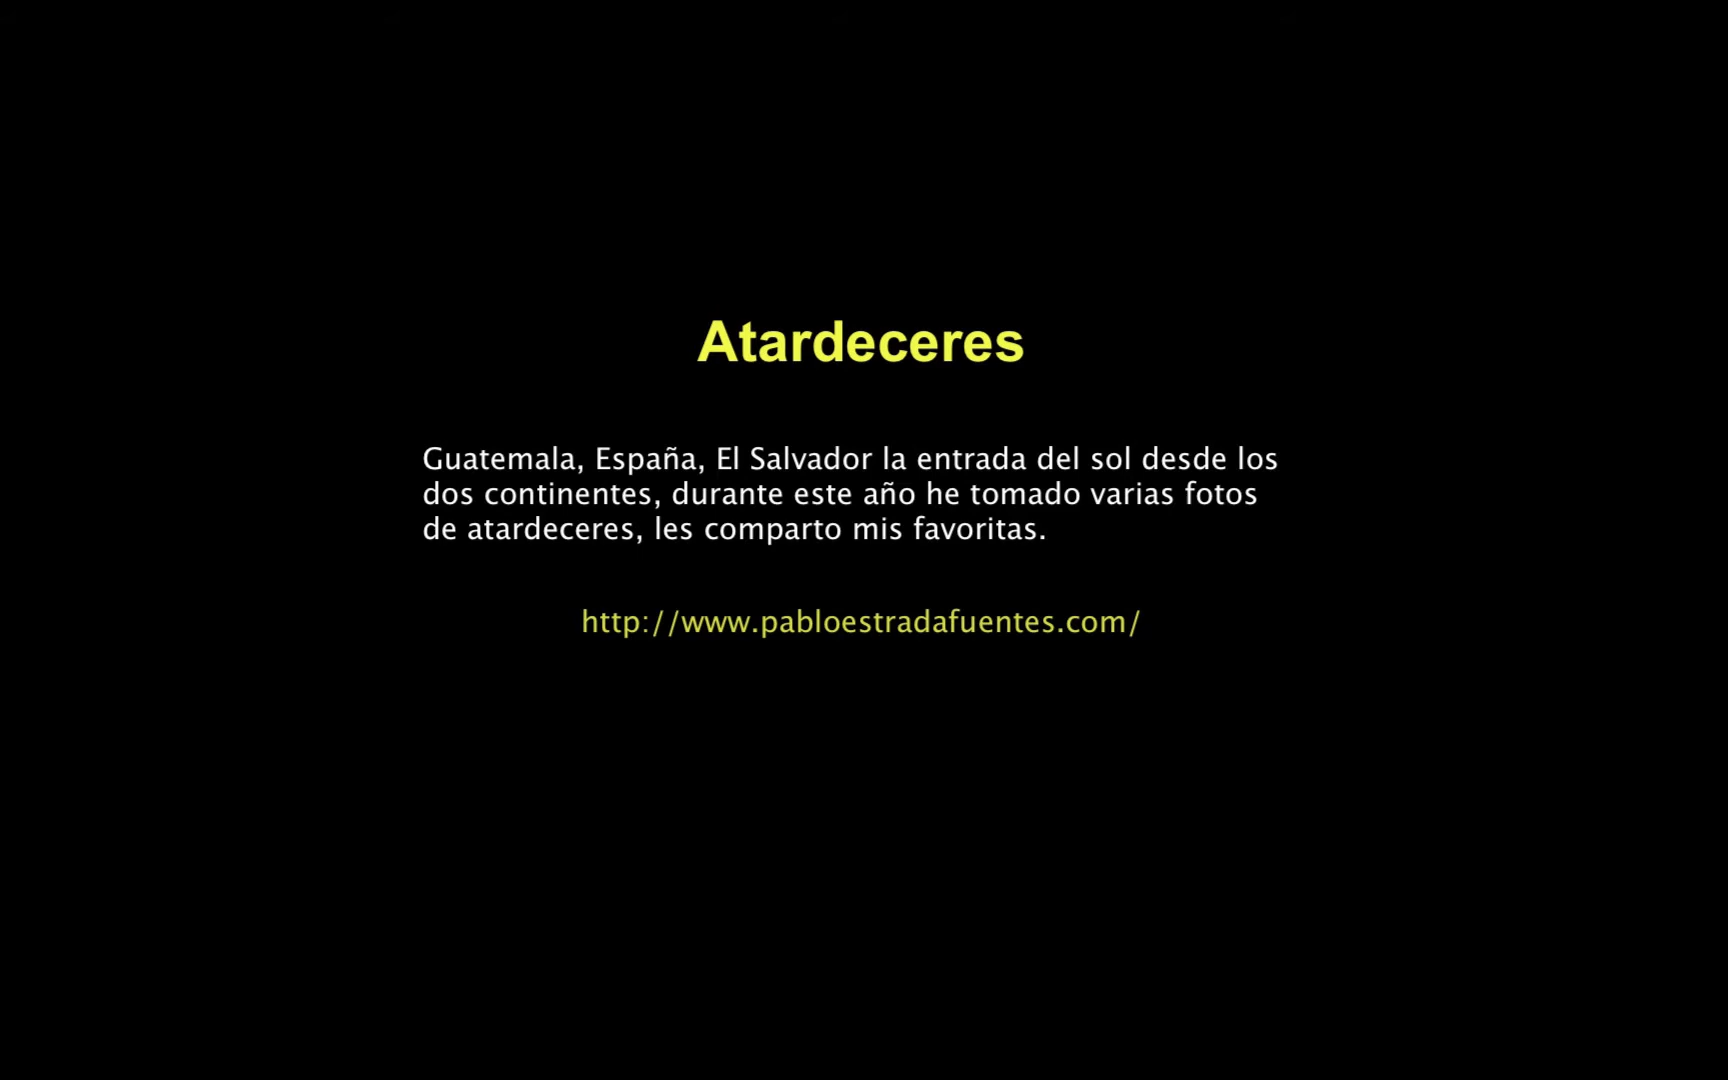 Atardeceres
Guatemala, España, El Salvador la entrada del sol desde los
dos continentes, durante este año he tomado varias fotos
de atardeceres, les comparto mis favoritas.
http://www.pabloestradafuentes.com/